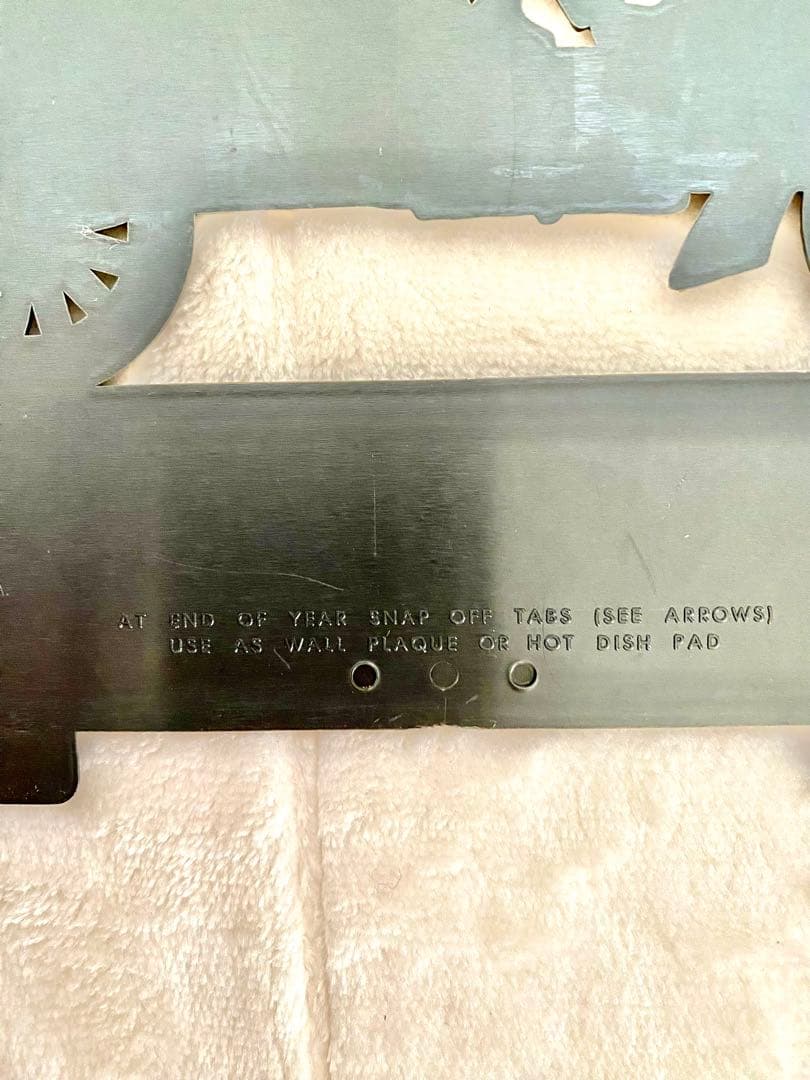 AT END OF YEAR SNAP OFF TABS (SEE ARROWS)
USE AS WALL PLAQUE OR HOT DISH PAD